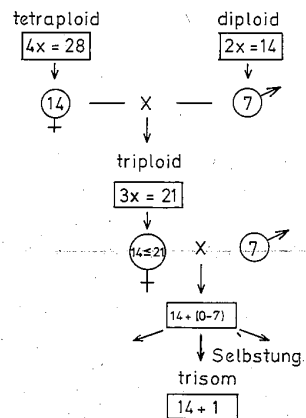 tetraploid diploid
4x = 28 2x = 14
14 X 7
triploid
3x = 21
14≤21 X 7
14 + (0-7)
Selbstung
trisom
14 + 1